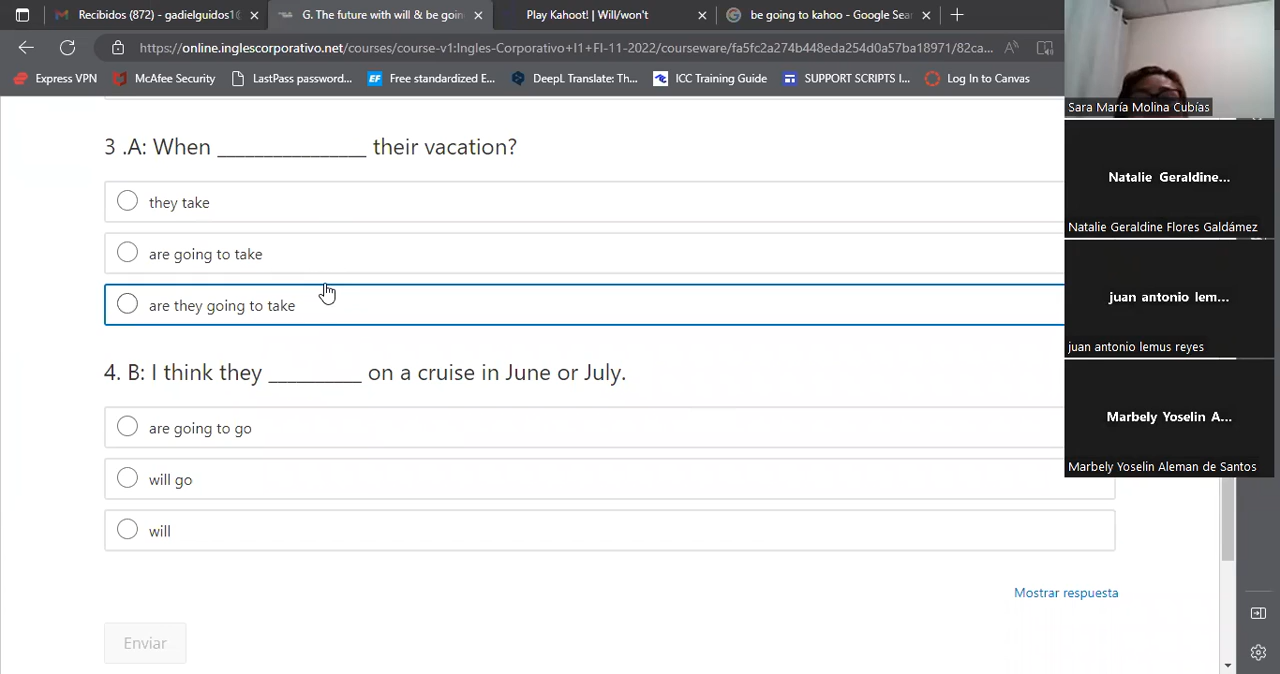 Recibidos (872) - gadielguidos1@
G. The future with will & be goin
Play Kahoot! | Will/won't
be going to kahoo - Google Sear
https://online.inglescorporativo.net/courses/course-v1:Ingles-Corporativo+I1+FI-11-2022/courseware/fa5fc2a274b448eda254d0a57ba18971/82ca...
Express VPN
McAfee Security
LastPass password...
EF Free standardized E...
DeepL Translate: Th...
ICC Training Guide
SUPPORT SCRIPTS I...
Log In to Canvas
3 .A: When ________________ their vacation?
they take
are going to take
are they going to take
4. B: I think they __________ on a cruise in June or July.
are going to go
will go
will
Mostrar respuesta
Enviar
Sara María Molina Cubías
Natalie Geraldine...
Natalie Geraldine Flores Galdámez
juan antonio lem...
juan antonio lemus reyes
Marbely Yoselin A...
Marbely Yoselin Aleman de Santos